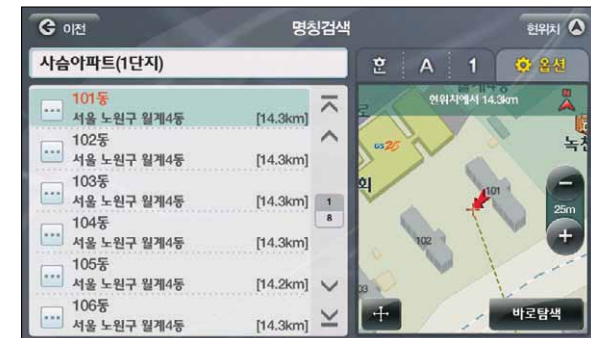 이전
명칭검색
현위치
사슴아파트(1단지)
훈 A 1 옵션
101동
서울 노원구 월계4동 [14.3km]
102동
서울 노원구 월계4동 [14.3km]
103동
서울 노원구 월계4동 [14.3km]
104동
서울 노원구 월계4동 [14.3km]
105동
서울 노원구 월계4동 [14.2km]
106동
서울 노원구 월계4동 [14.3km]
1
8
현위치에서 14.3km
N
GS25
녹천
회
101
102
03
25m
바로탐색